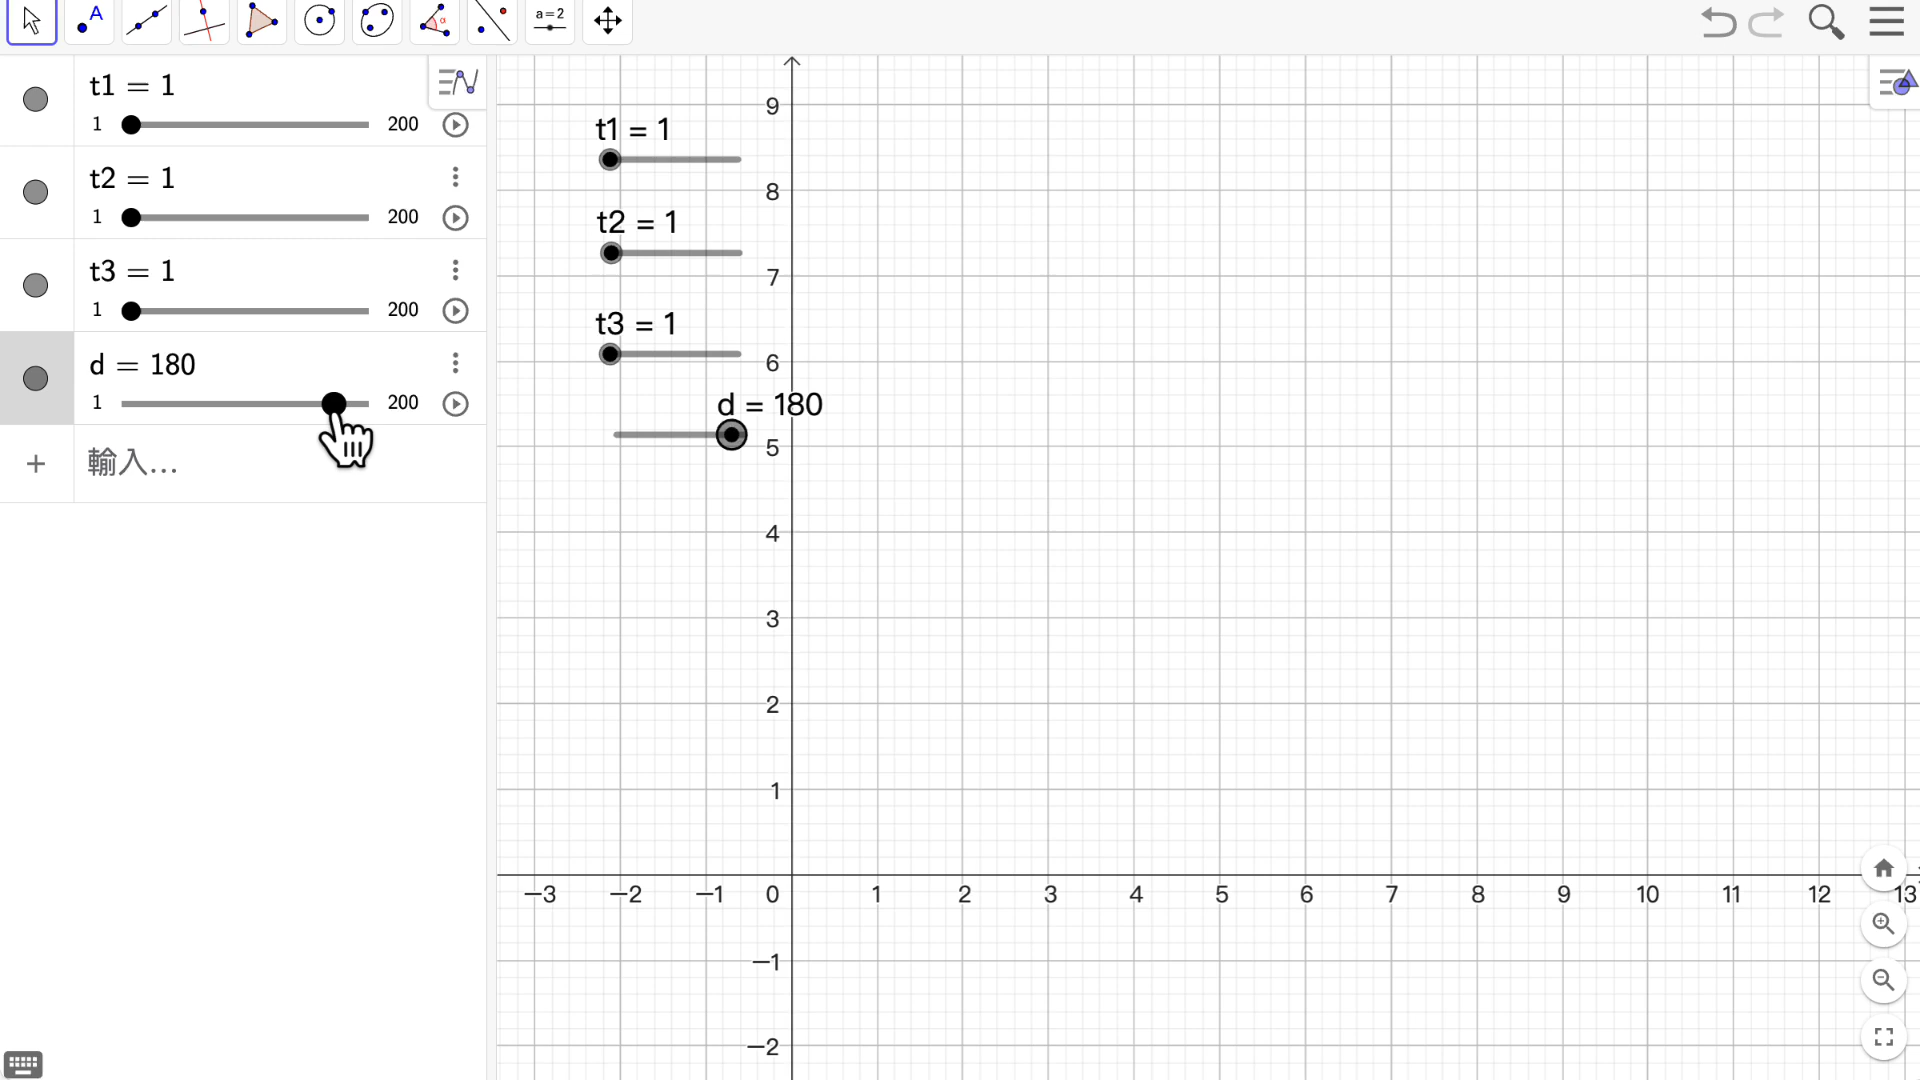 A
α
a=2
t1 = 1
1 200
t2 = 1
1 200
t3 = 1
1 200
d = 180
1 200
+ 輸入…
t1 = 1
t2 = 1
t3 = 1
d = 180
9
8
7
6
5
4
3
2
1
−3 −2 −1 0 1 2 3 4 5 6 7 8 9 10 11 12 13
−1
−2